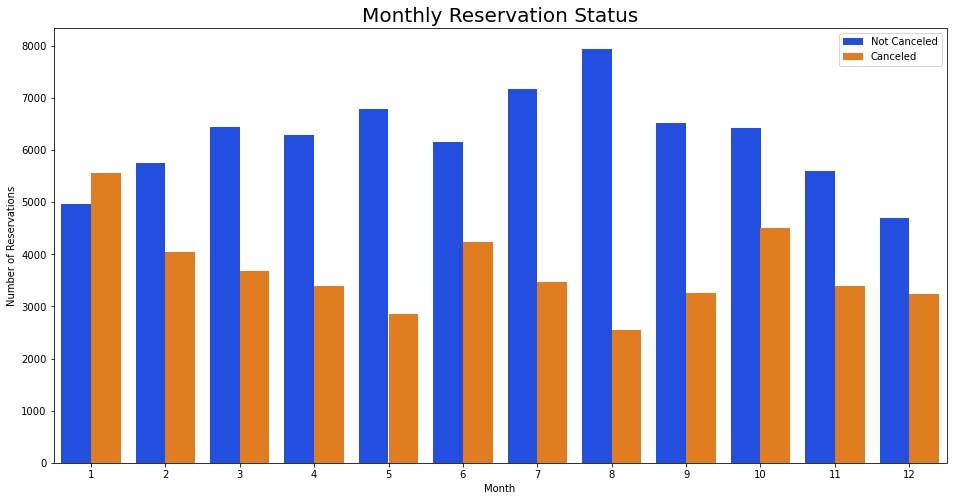 Monthly Reservation Status
Not Canceled
Canceled
Number of Reservations
8000
7000
6000
5000
4000
3000
2000
1000
0
1 2 3 4 5 6 7 8 9 10 11 12
Month